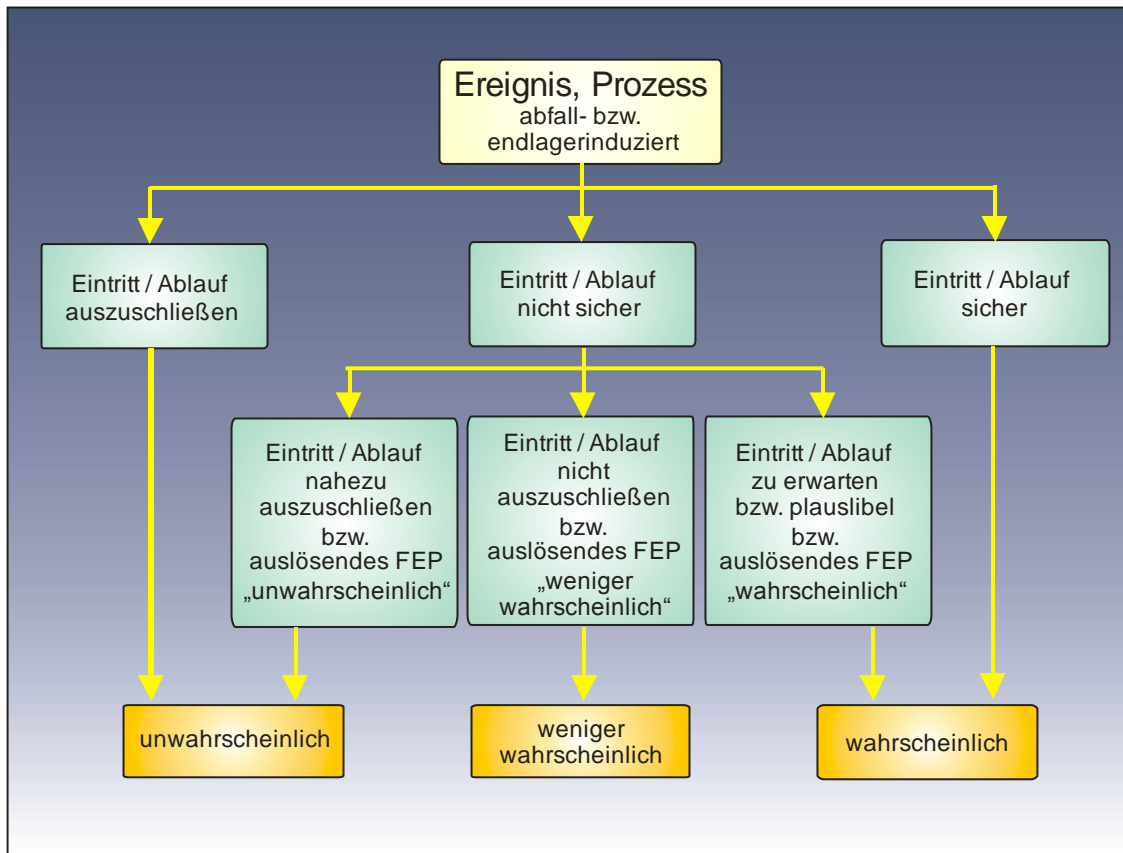 Ereignis, Prozess
abfall- bzw.
endlagerinduziert
Eintritt / Ablauf
auszuschließen
Eintritt / Ablauf
nicht sicher
Eintritt / Ablauf
sicher
Eintritt / Ablauf
nahezu
auszuschließen
bzw.
auslösendes FEP
„unwahrscheinlich“
Eintritt / Ablauf
nicht
auszuschließen
bzw.
auslösendes FEP
„weniger
wahrscheinlich“
Eintritt / Ablauf
zu erwarten
bzw. plauslibel
bzw.
auslösendes FEP
„wahrscheinlich“
unwahrscheinlich
weniger
wahrscheinlich
wahrscheinlich